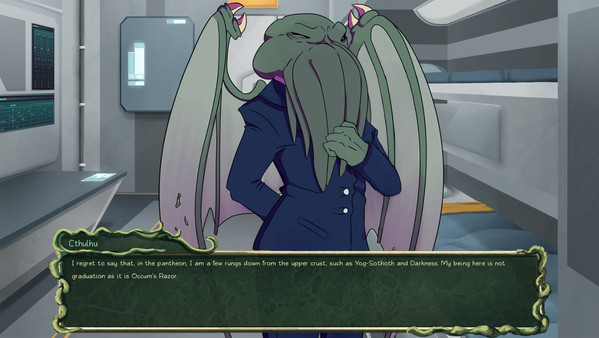 Cthulhu
I regret to say that, in the pantheon, I am a few rungs down from the upper crust, such as Yog-Sothoth and Darkness. My being here is not
graduation as it is Occum's Razor.